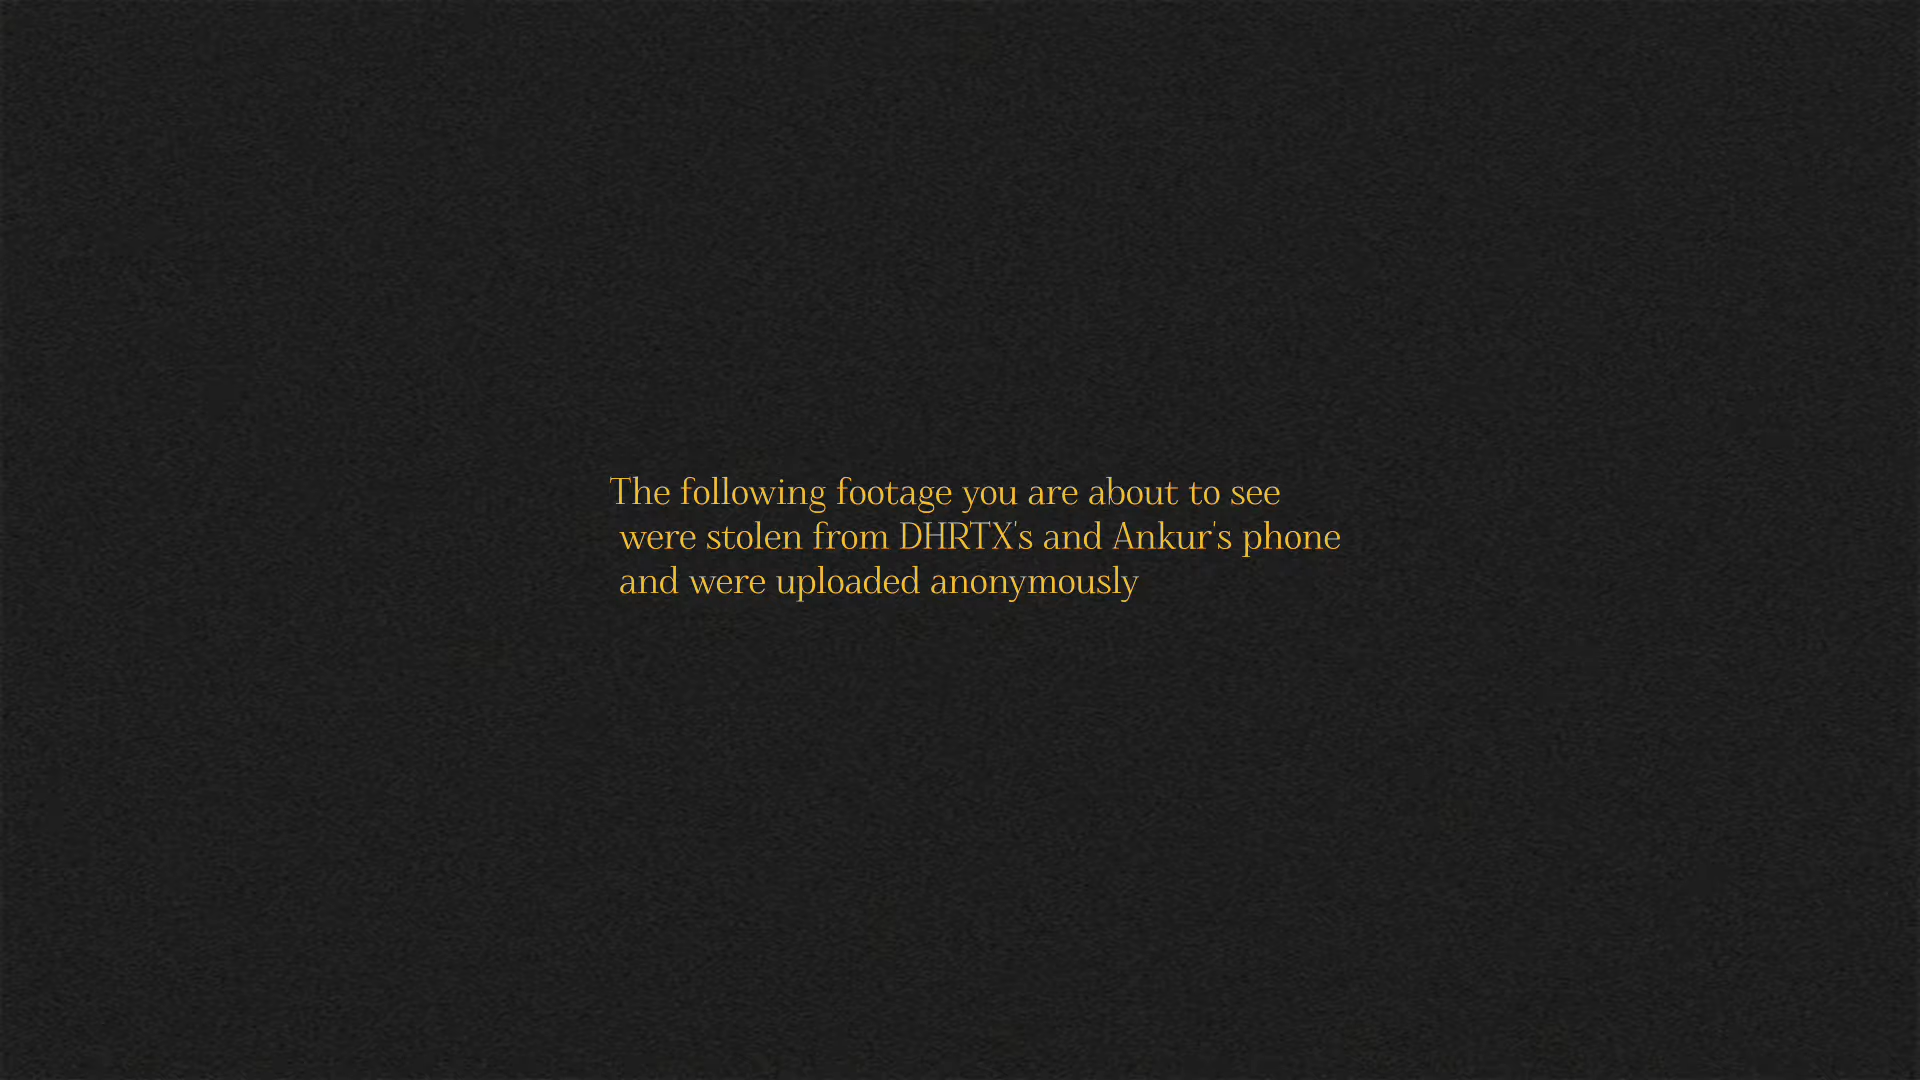 The following footage you are about to see
were stolen from DHRTX's and Ankur's phone
and were uploaded anonymously